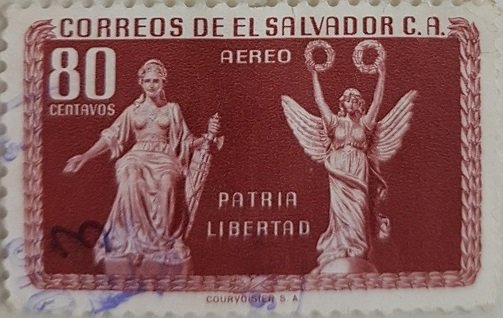 CORREOS DE EL SALVADOR C.A.
80
CENTAVOS
AEREO
PATRIA
LIBERTAD
COURVOISIER S.A.